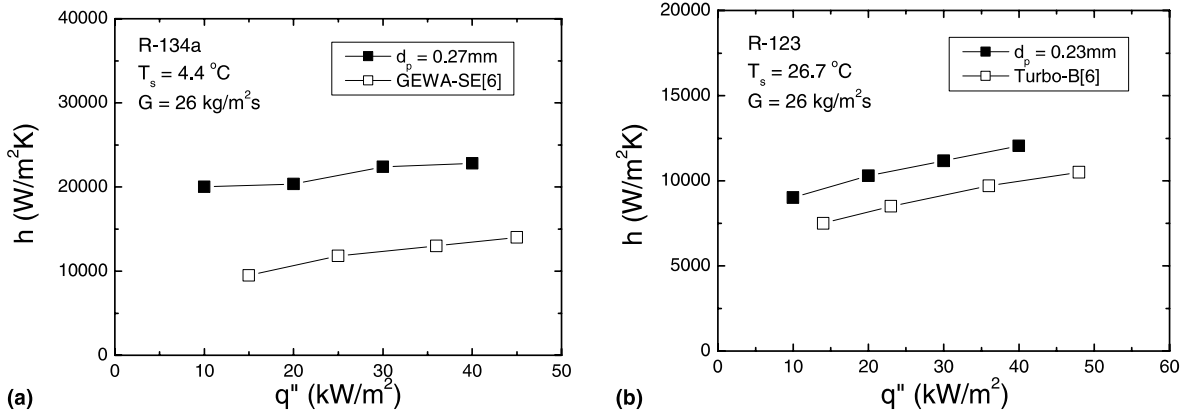 R-134a
T_s = 4.4 °C
G = 26 kg/m²s
d_p = 0.27mm
GEWA-SE[6]
40000
30000
20000
10000
0
h (W/m²K)
0 10 20 30 40 50
(a)
q" (kW/m²)
R-123
T_s = 26.7 °C
G = 26 kg/m²s
d_p = 0.23mm
Turbo-B[6]
20000
15000
10000
5000
0
h (W/m²K)
0 10 20 30 40 50 60
(b)
q" (kW/m²)